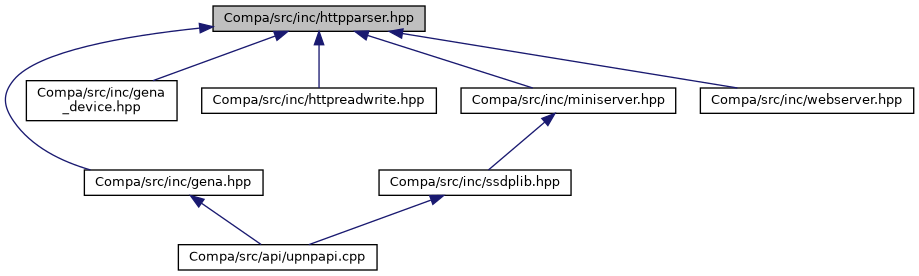 Compa/src/inc/httpparser.hpp
Compa/src/inc/gena
_device.hpp
Compa/src/inc/httpreadwrite.hpp
Compa/src/inc/miniserver.hpp
Compa/src/inc/webserver.hpp
Compa/src/inc/gena.hpp
Compa/src/inc/ssdplib.hpp
Compa/src/api/upnpapi.cpp